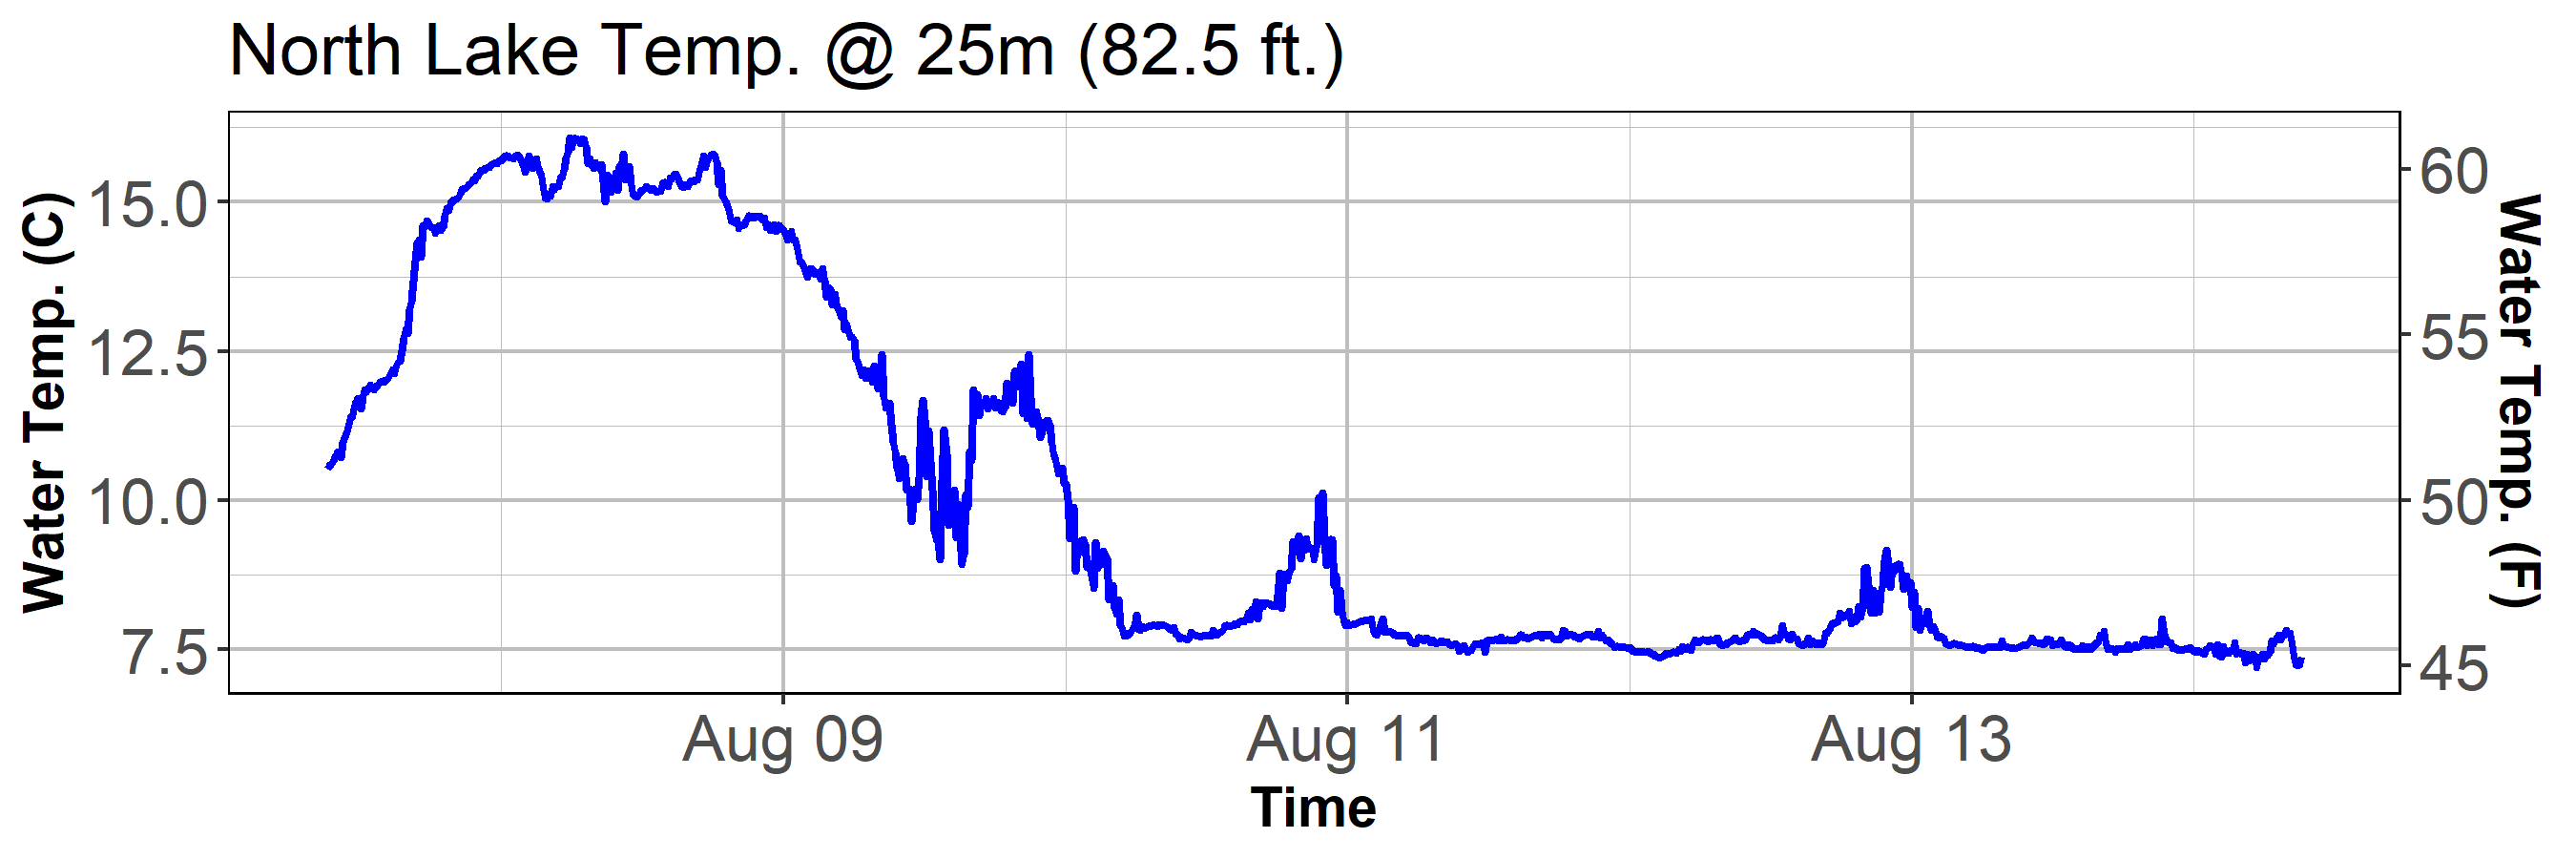 North Lake Temp. @ 25m (82.5 ft.)
Water Temp. (C)
15.0
12.5
10.0
7.5
60
55
50
45
Water Temp. (F)
Aug 09 Aug 11 Aug 13
Time